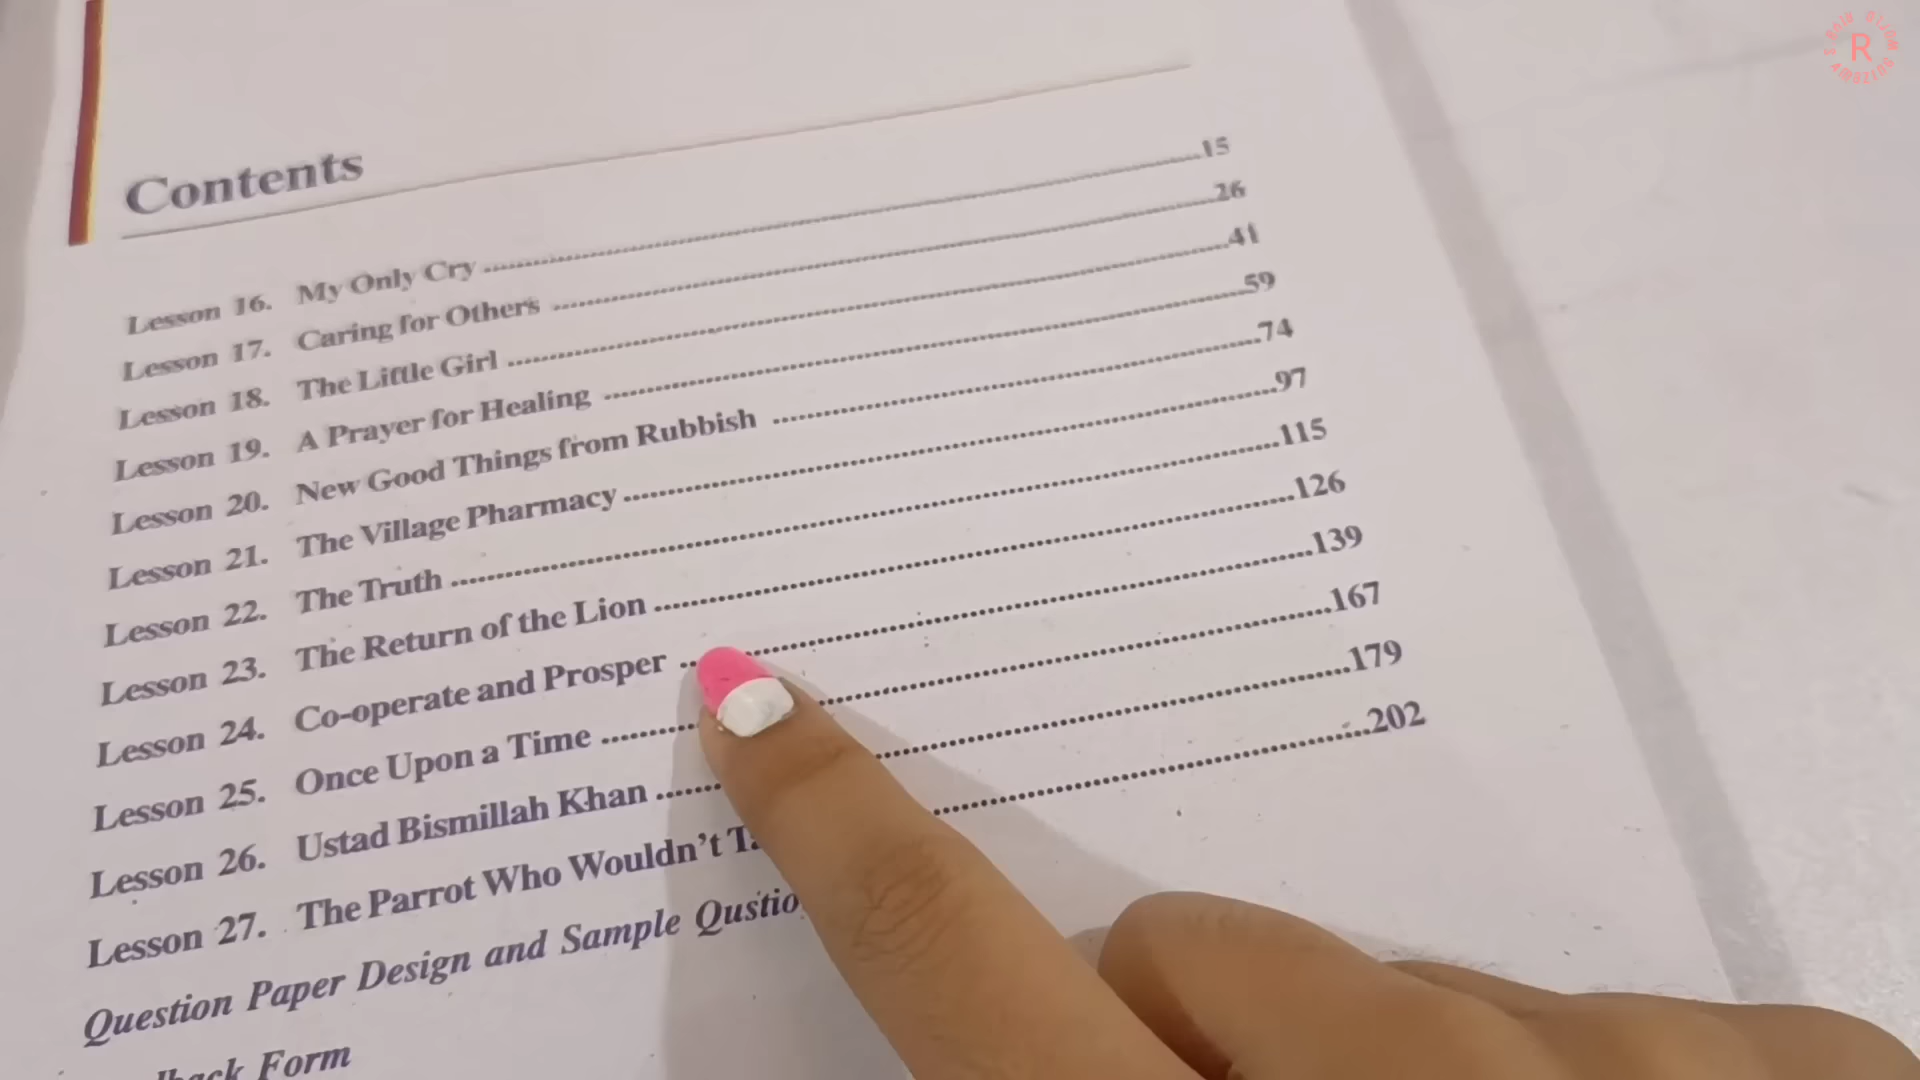 R
Contents
Lesson 16. My Only Cry ........15
Lesson 17. Caring for Others ........26
Lesson 18. The Little Girl ........41
Lesson 19. A Prayer for Healing ........59
Lesson 20. New Good Things from Rubbish ........74
Lesson 21. The Village Pharmacy ........97
Lesson 22. The Truth ........115
Lesson 23. The Return of the Lion ........126
Lesson 24. Co-operate and Prosper ........139
Lesson 25. Once Upon a Time ........167
Lesson 26. Ustad Bismillah Khan ........179
Lesson 27. The Parrot Who Wouldn't ........202
Question Paper Design and Sample
Form